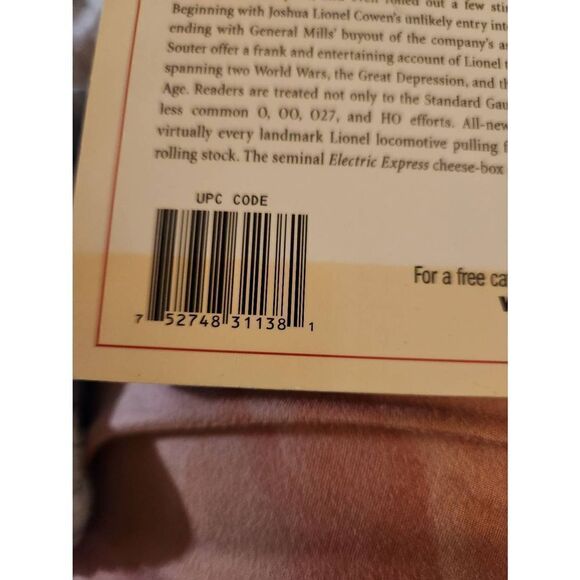 rolled out a few
Beginning with Joshua Lionel Cowen's unlikely entry
ending with General Mills' buyout of the company's
Souter offer a frank and entertaining account of Lionel
spanning two World Wars, the Great Depression, and
Age. Readers are treated not only to the Standard
less common O, OO, O27, and HO efforts. All-new
virtually every landmark Lionel locomotive pulling
rolling stock. The seminal Electric Express cheese-box
UPC CODE
For a free
7 52748 31138 1